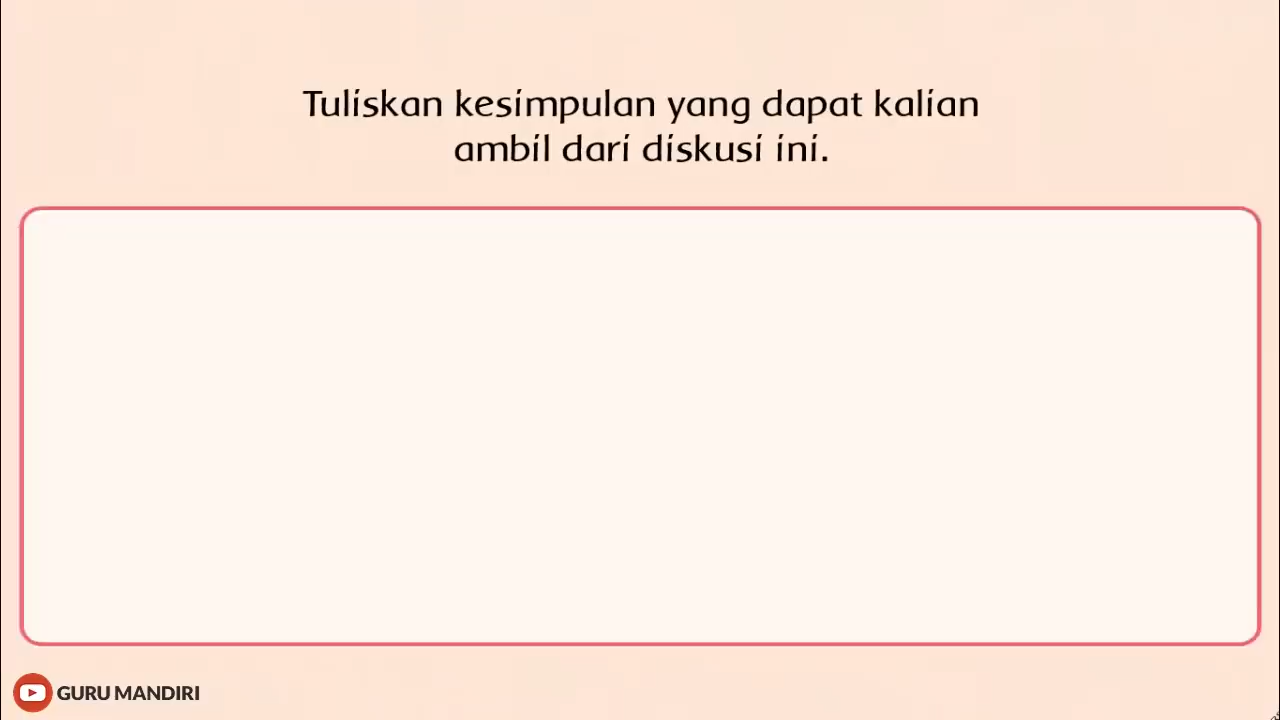 Tuliskan kesimpulan yang dapat kalian
ambil dari diskusi ini.
GURU MANDIRI